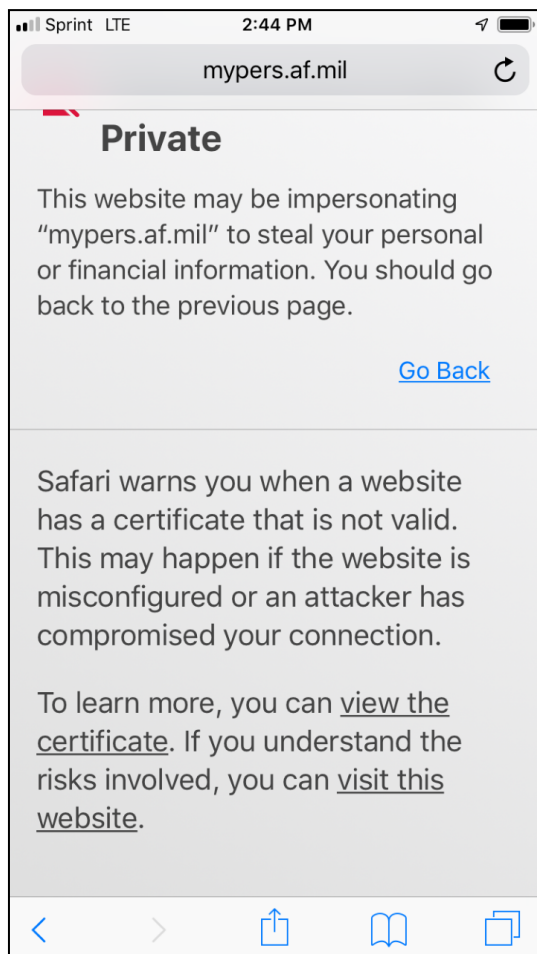 Sprint LTE 2:44 PM
mypers.af.mil
Private
This website may be impersonating
“mypers.af.mil” to steal your personal
or financial information. You should go
back to the previous page.
Go Back
Safari warns you when a website
has a certificate that is not valid.
This may happen if the website is
misconfigured or an attacker has
compromised your connection.
To learn more, you can view the
certificate. If you understand the
risks involved, you can visit this
website.